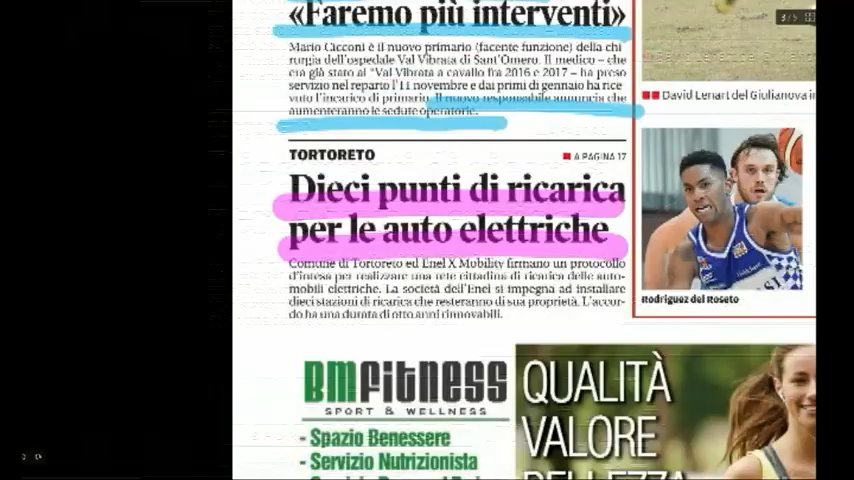 «Faremo più interventi»
Mario Cicconi è il nuovo primario (facente funzione) della chi-
rurgia dell'ospedale Val Vibrata di Sant'Omero. Il medico – che
era già stato al "Val Vibrata a cavallo fra 2016 e 2017 – ha preso
servizio nel reparto l'11 novembre e dai primi di gennaio ha rice-
vuto l'incarico di primario. Il nuovo responsabile annuncia che
aumenteranno le sedute operatorie.
TORTORETO
A PAGINA 17
Dieci punti di ricarica
per le auto elettriche
Comune di Tortoreto ed Enel X Mobility firmano un protocollo
d'intesa per realizzare una rete cittadina di ricarica delle auto-
mobili elettriche. La società dell'Enel si impegna ad installare
dieci stazioni di ricarica che resteranno di sua proprietà. L'accor-
do ha una durata di otto anni rinnovabili.
David Lenart del Giulianova in
Rodriguez del Roseto
BMFITNESS
SPORT & WELLNESS
- Spazio Benessere
- Servizio Nutrizionista
QUALITÀ
VALORE
BELLEZZA